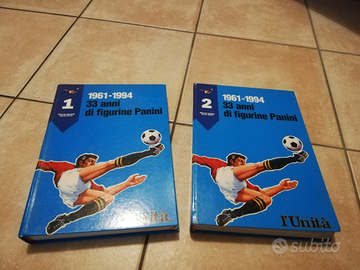 1
1961-1994
33 anni
di figurine Panini
l'Unità
2
1961-1994
33 anni
di figurine Panini
l'Unità
subito